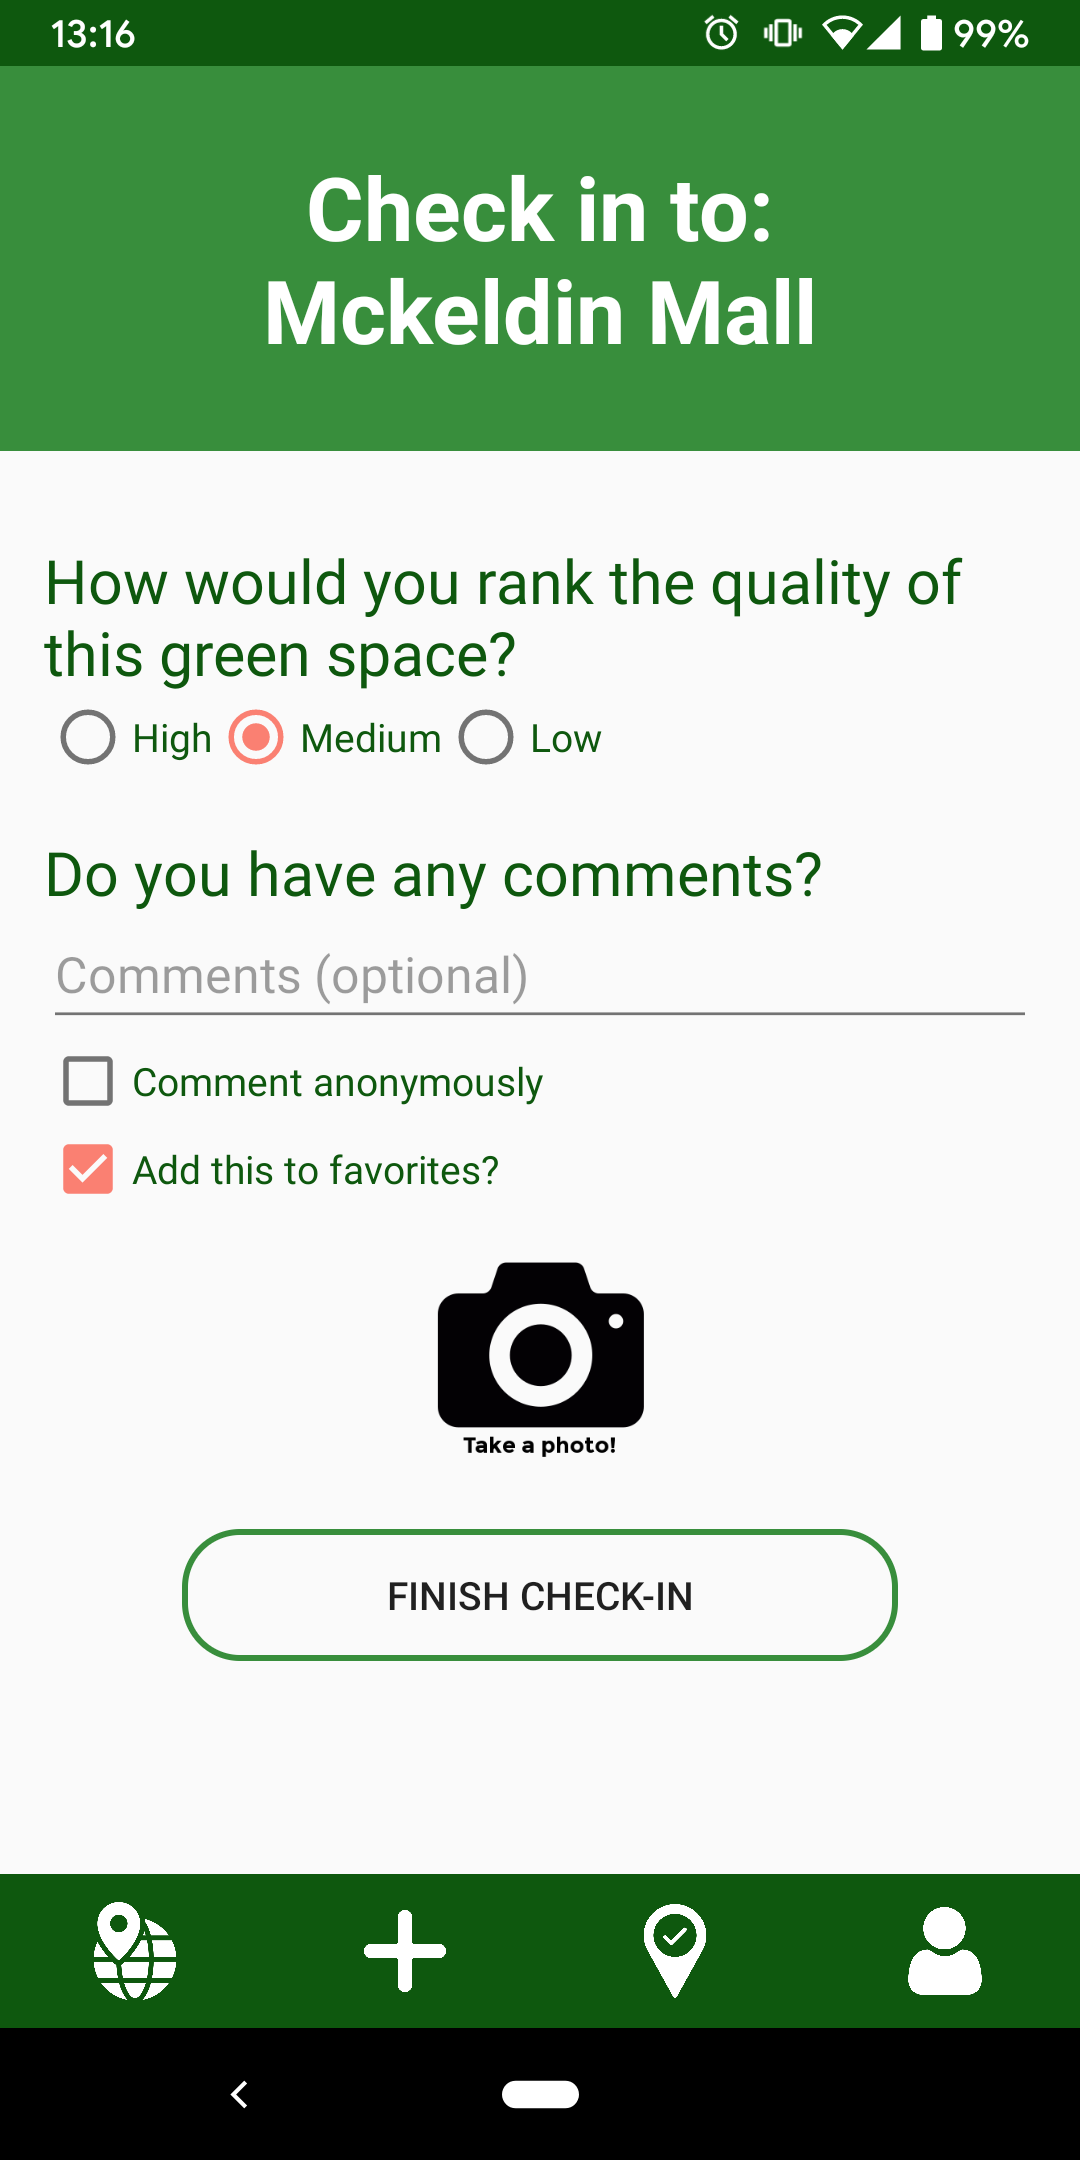 13:16
99%
Check in to:
Mckeldin Mall
How would you rank the quality of
this green space?
High Medium Low
Do you have any comments?
Comments (optional)
Comment anonymously
Add this to favorites?
Take a photo!
FINISH CHECK-IN